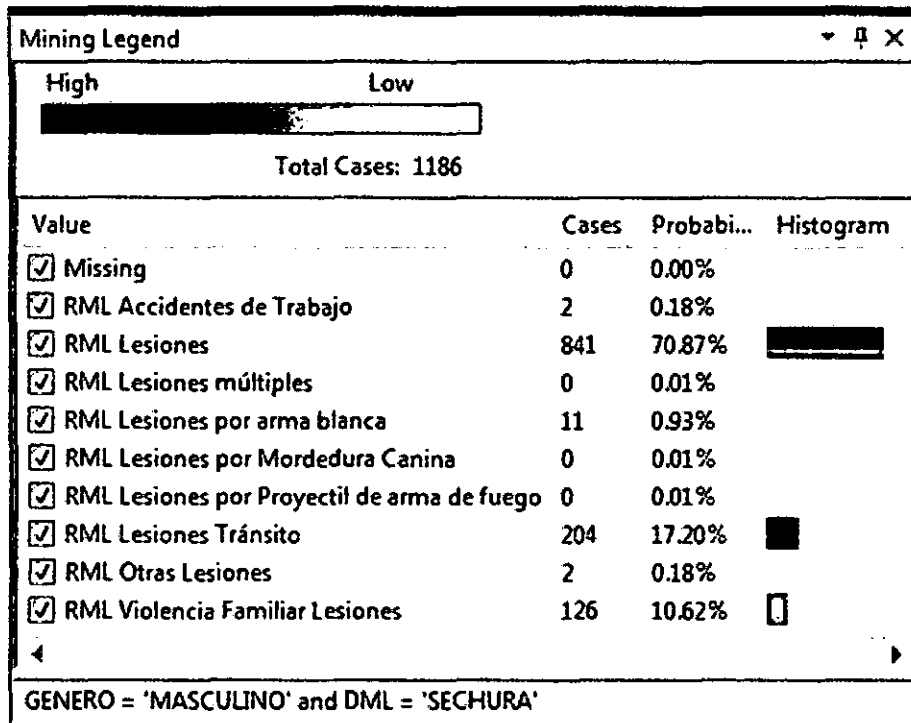 Mining Legend
High Low
Total Cases: 1186
Value Cases Probabi... Histogram
Missing 0 0.00%
RML Accidentes de Trabajo 2 0.18%
RML Lesiones 841 70.87%
RML Lesiones múltiples 0 0.01%
RML Lesiones por arma blanca 11 0.93%
RML Lesiones por Mordedura Canina 0 0.01%
RML Lesiones por Proyectil de arma de fuego 0 0.01%
RML Lesiones Tránsito 204 17.20%
RML Otras Lesiones 2 0.18%
RML Violencia Familiar Lesiones 126 10.62%
GENERO = 'MASCULINO' and DML = 'SECHURA'